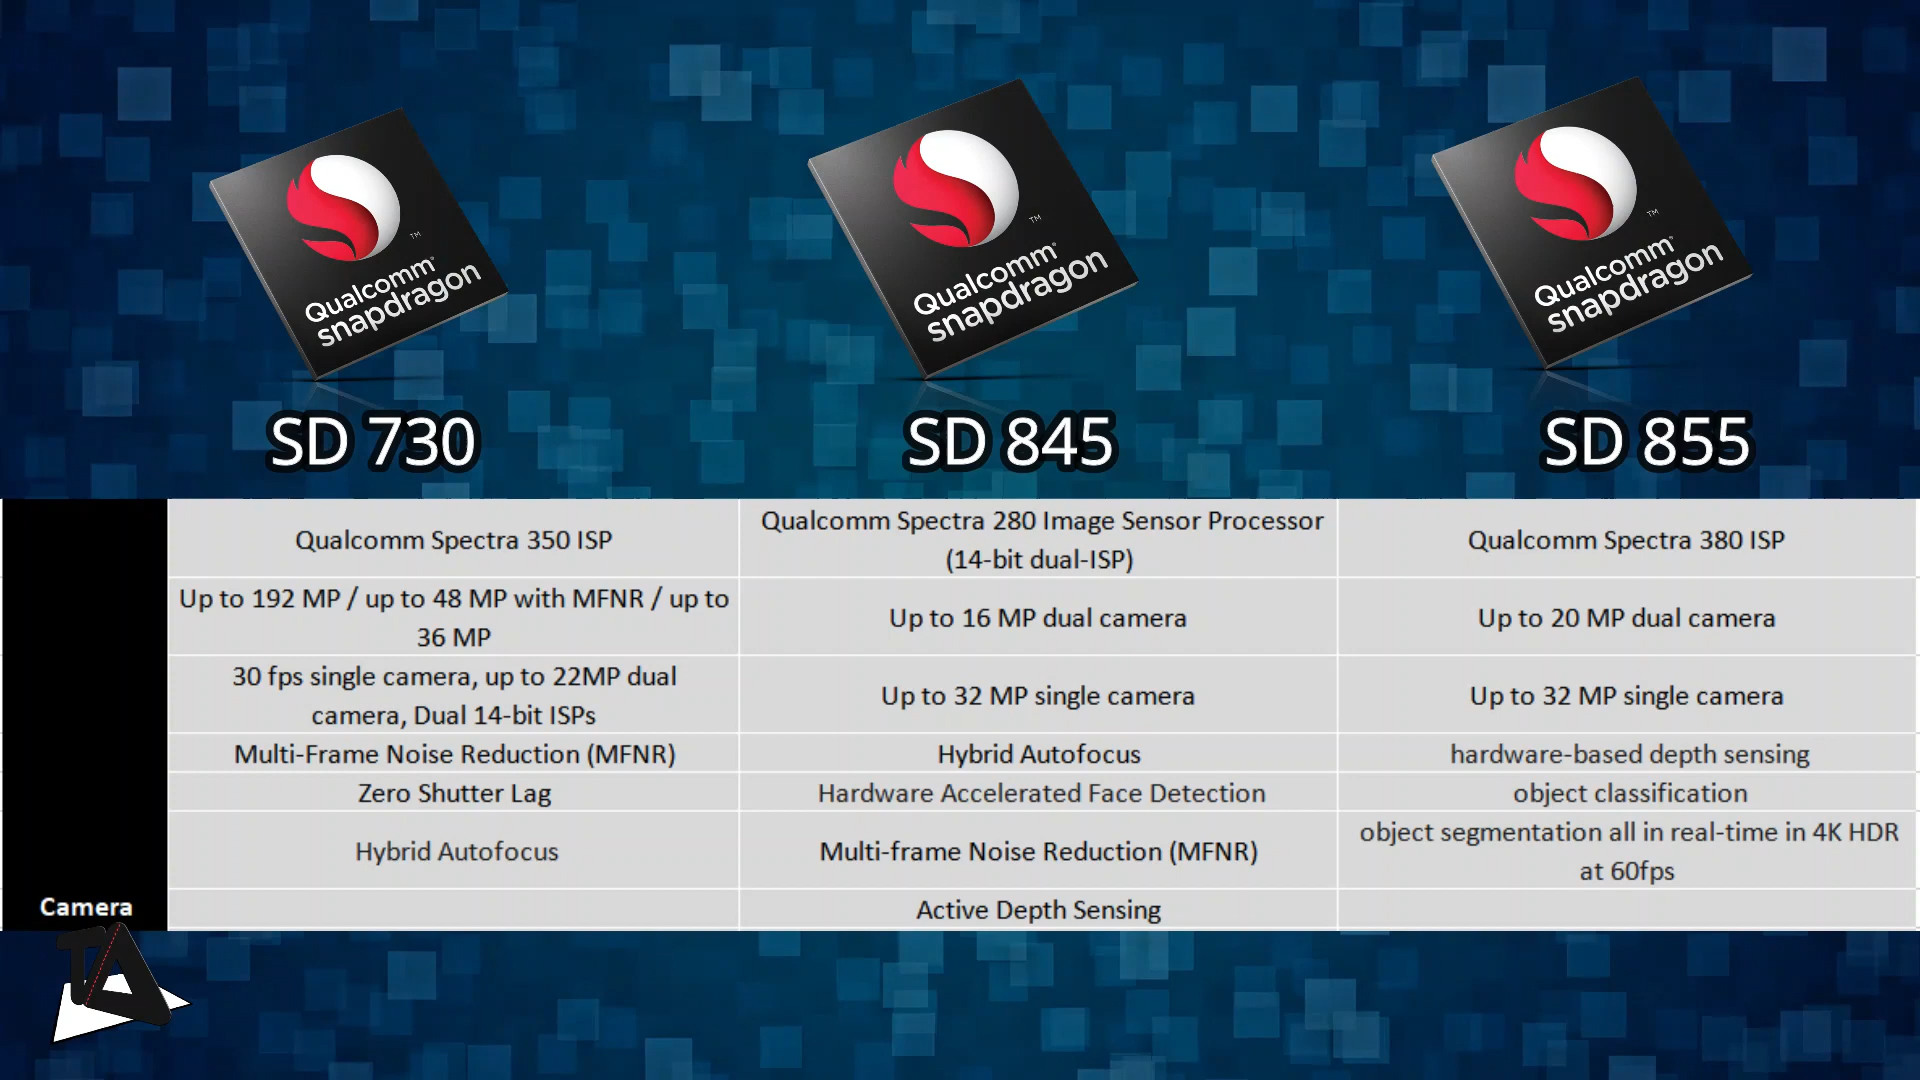 Qualcomm
snapdragon
TM
Qualcomm
snapdragon
TM
Qualcomm
snapdragon
TM
SD 730
SD 845
SD 855
Qualcomm Spectra 350 ISP
Qualcomm Spectra 280 Image Sensor Processor
(14-bit dual-ISP)
Qualcomm Spectra 380 ISP
Up to 192 MP / up to 48 MP with MFNR / up to
36 MP
Up to 16 MP dual camera
Up to 20 MP dual camera
30 fps single camera, up to 22MP dual
camera, Dual 14-bit ISPs
Up to 32 MP single camera
Up to 32 MP single camera
Multi-Frame Noise Reduction (MFNR)
Hybrid Autofocus
hardware-based depth sensing
Zero Shutter Lag
Hardware Accelerated Face Detection
object classification
Hybrid Autofocus
Multi-frame Noise Reduction (MFNR)
object segmentation all in real-time in 4K HDR
at 60fps
Camera
Active Depth Sensing
TA